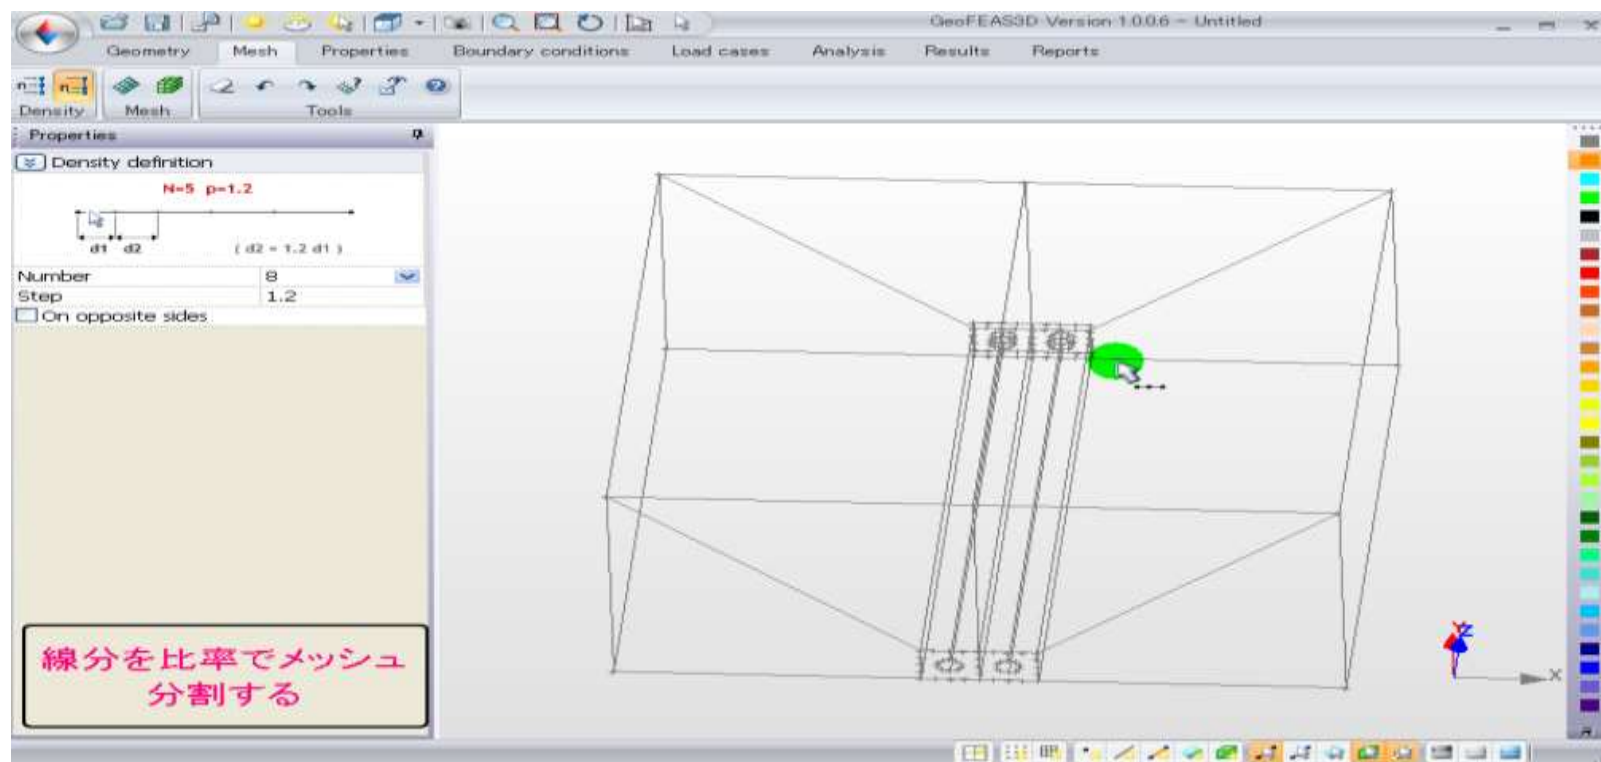 GeoFEAS3D Version 1.0.0.6 - Untitled
Geometry Mesh Properties Boundary conditions Load cases Analysis Results Reports
Density Mesh Tools
Properties
Density definition
N=5 p=1.2
d1 d2 ( d2 = 1.2 d1 )
Number 8
Step 1.2
On opposite sides
線分を比率でメッシュ
分割する
Y Z
X